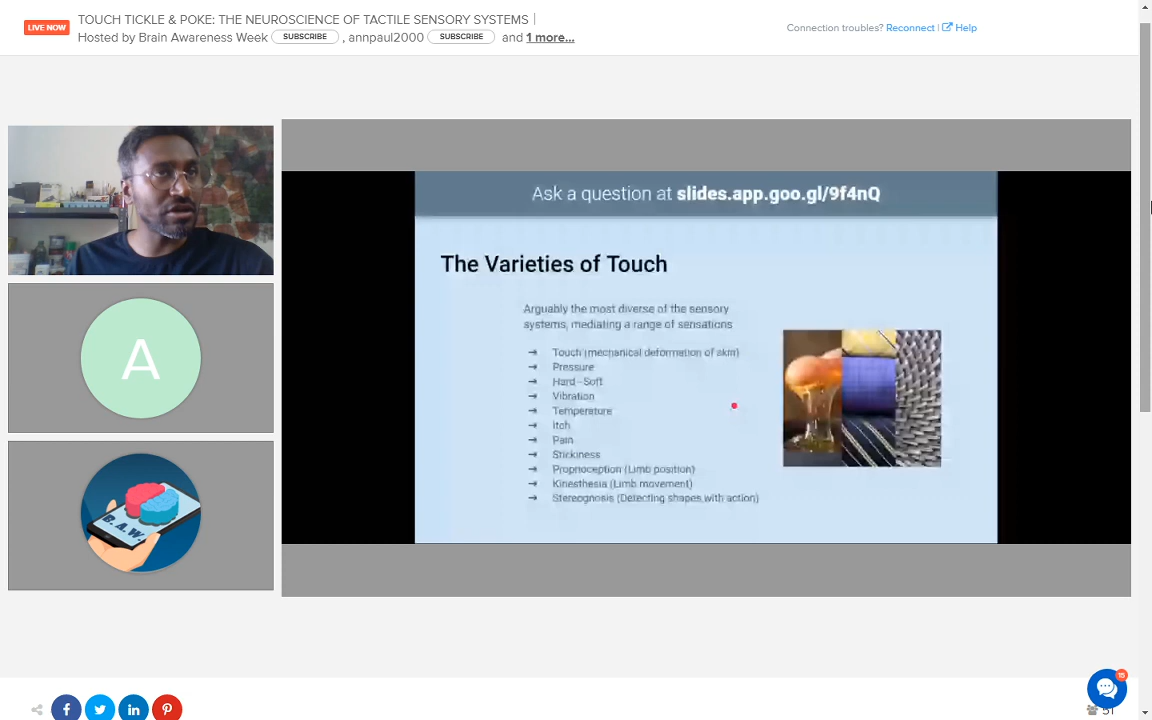 LIVE NOW
TOUCH TICKLE & POKE: THE NEUROSCIENCE OF TACTILE SENSORY SYSTEMS
Hosted by Brain Awareness Week SUBSCRIBE , annpaul2000 SUBSCRIBE and 1 more...
Connection troubles? Reconnect | Help
Ask a question at slides.app.goo.gl/9f4nQ
The Varieties of Touch
Arguably the most diverse of the sensory
systems, mediating a range of sensations
→ Touch (mechanical deformation of skin)
→ Pressure
→ Hard–Soft
→ Vibration
→ Temperature
→ Itch
→ Pain
→ Stickiness
→ Proprioception (Limb position)
→ Kinesthesia (Limb movement)
→ Stereognosis (Detecting shapes with action)
A
B.A.W.
15
51